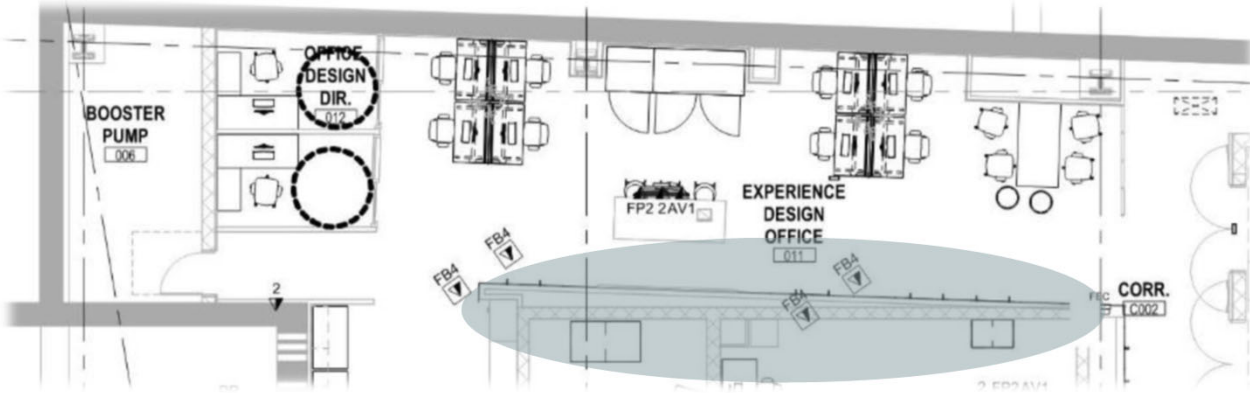 OFFICE
DESIGN
DIR.
012
BOOSTER
PUMP
006
EXPERIENCE
DESIGN
OFFICE
011
FP2 2AV1
FB4
FB4
FB4
FB4
2
FEC
CORR.
C002
2 FP2AV1